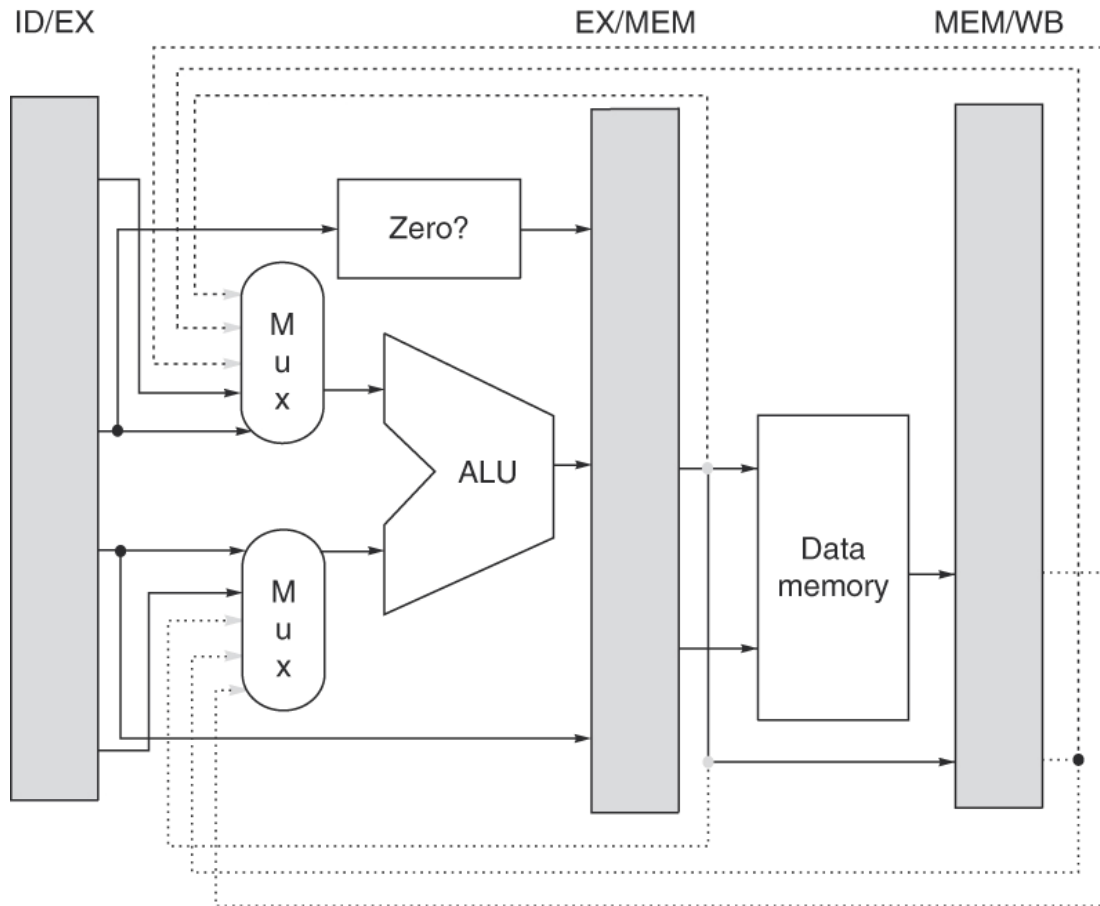 ID/EX
EX/MEM
MEM/WB
Zero?
M
u
x
ALU
M
u
x
Data
memory